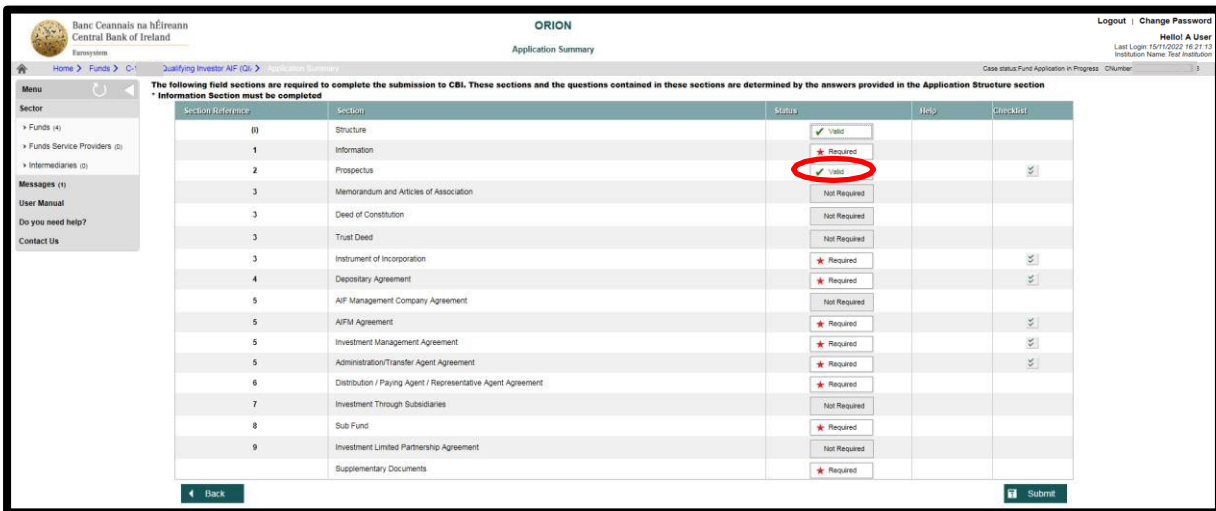 Banc Ceannais na hÉireann
Central Bank of Ireland
Eurosystem
ORION
Application Summary
Logout | Change Password
Hello! A User
Last Login:15/11/2022 16:21:13
Institution Name:Test Institution
Home > Funds > C-1 Qualifying Investor AIF (QI- > Application Summary
Case status:Fund Application in Progress CNumber:
Menu
Sector
Funds (4)
Funds Service Providers (0)
Intermediaries (0)
Messages (1)
User Manual
Do you need help?
Contact Us
The following field sections are required to complete the submission to CBI. These sections and the questions contained in these sections are determined by the answers provided in the Application Structure section
* Information Section must be completed
Section Reference Section Status Help Checklist
(i) Structure Valid
1 Information Required
2 Prospectus Valid
3 Memorandum and Articles of Association Not Required
3 Deed of Constitution Not Required
3 Trust Deed Not Required
3 Instrument of Incorporation Required
4 Depositary Agreement Required
5 AIF Management Company Agreement Not Required
5 AIFM Agreement Required
5 Investment Management Agreement Required
5 Administration/Transfer Agent Agreement Required
6 Distribution / Paying Agent / Representative Agent Agreement Required
7 Investment Through Subsidiaries Not Required
8 Sub Fund Required
9 Investment Limited Partnership Agreement Not Required
Supplementary Documents Required
Back
Submit